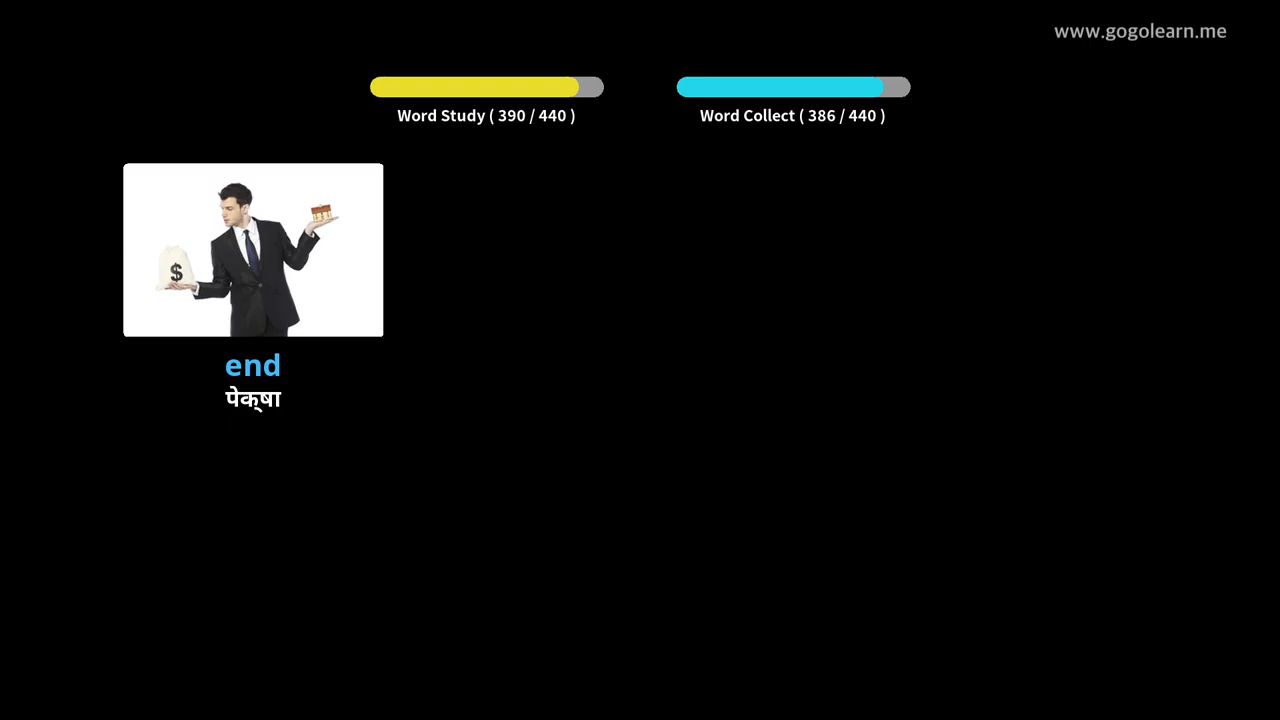 www.gogolearn.me
Word Study ( 390 / 440 )
Word Collect ( 386 / 440 )
$
end
पेक्षा